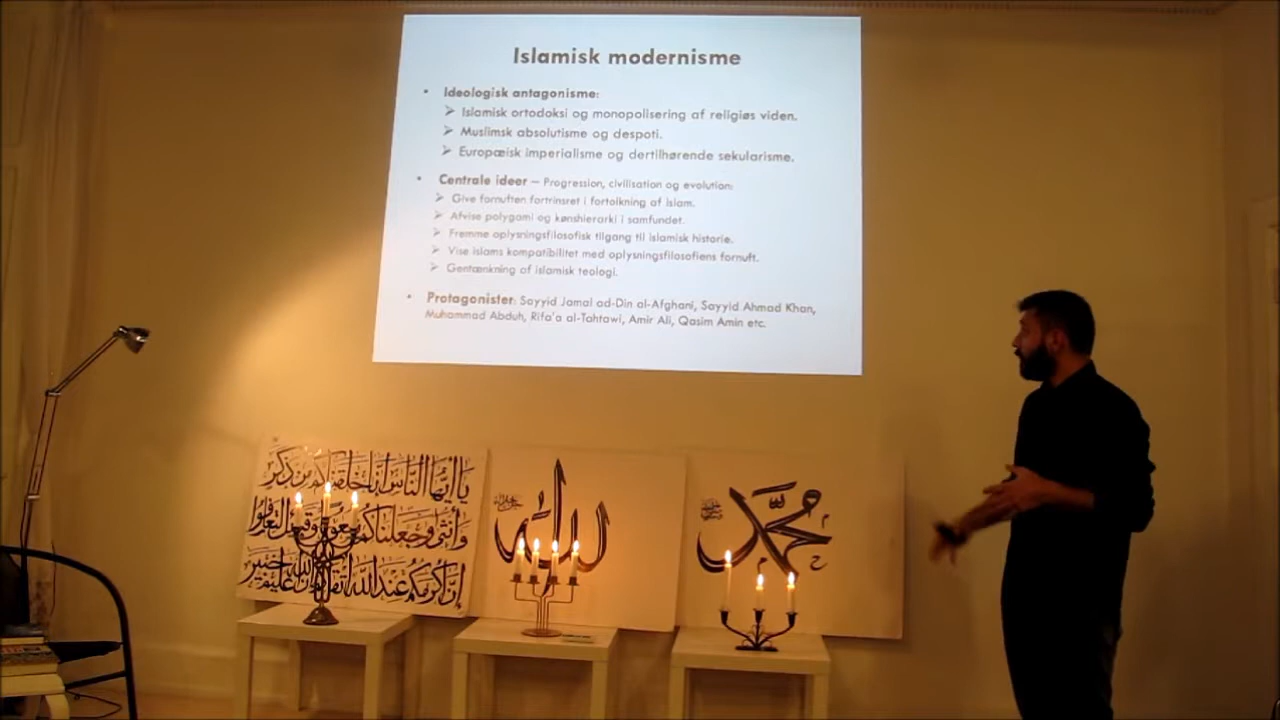 Islamisk modernisme
• Ideologisk antagonisme:
➢ Islamisk ortodoksi og monopolisering af religiøs viden.
➢ Muslimsk absolutisme og despoti.
➢ Europæisk imperialisme og dertilhørende sekularisme.
• Centrale ideer – Progression, civilisation og evolution:
➢ Give fornuften fortrinsret i fortolkning af islam.
➢ Afvise polygami og kønshierarki i samfundet.
➢ Fremme oplysningsfilosofisk tilgang til islamisk historie.
➢ Vise islams kompatibilitet med oplysningsfilosofiens fornuft.
➢ Gentænkning af islamisk teologi.
• Protagonister: Sayyid Jamal ad-Din al-Afghani, Sayyid Ahmad Khan,
Muhammad Abduh, Rifa'a al-Tahtawi, Amir Ali, Qasim Amin etc.
يا أيها الناس إنا خلقنكم من ذكر
وأنثى وجعلناكم شعوبا وقبائل لتعارفوا
إن أكرمكم عند الله أتقاكم إن الله عليم خبير
الله
محمد